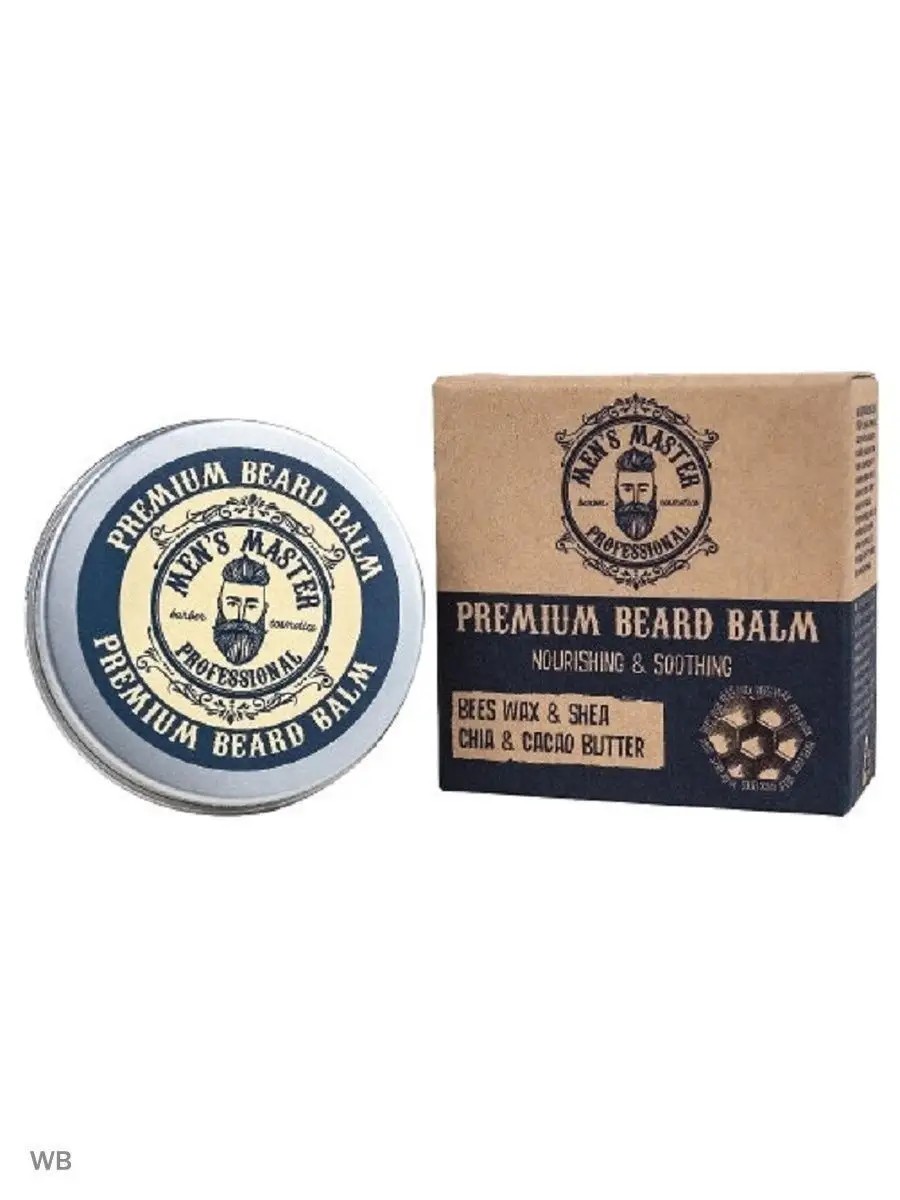 PREMIUM BEARD BALM
MEN'S MASTER
barber cosmetics
PROFESSIONAL
PREMIUM BEARD BALM
MEN'S MASTER
barber cosmetics
PROFESSIONAL
PREMIUM BEARD BALM
NOURISHING & SOOTHING
BEES WAX & SHEA
CHIA & CACAO BUTTER
WB